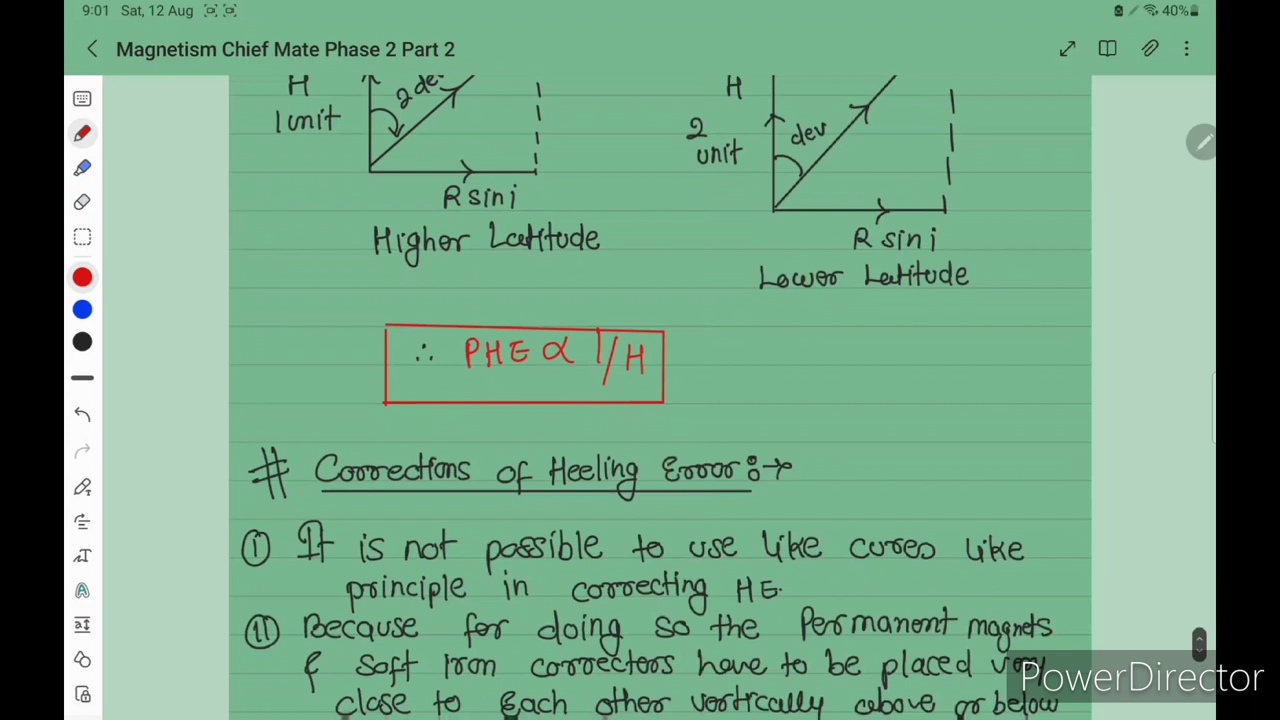 9:01 Sat, 12 Aug
40%
Magnetism Chief Mate Phase 2 Part 2
H
1 unit
2 dev
R sin i
Higher Latitude
H
2
unit
dev
R sin i
Lower Latitude
∴ PHE ∝ 1/H
# Corrections of Heeling Error :→
I It is not possible to use like cures like
principle in correcting HE.
II Because for doing so the Permanent magnets
& Soft Iron correctors have to be placed very
close to Each other vertically above or below
PowerDirector